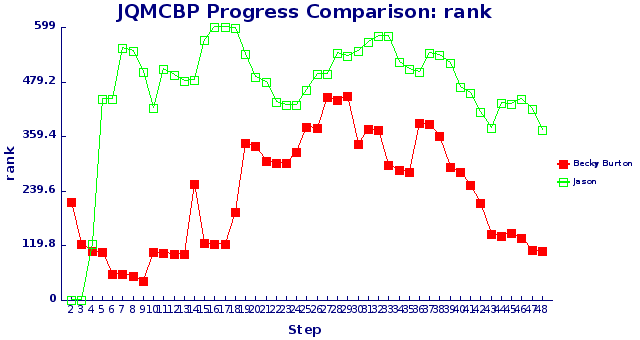 JQMCBP Progress Comparison: rank
599
479.2
359.4
239.6
119.8
0
rank
2 3 4 5 6 7 8 9 10 11 12 13 14 15 16 17 18 19 20 21 22 23 24 25 26 27 28 29 30 31 32 33 34 35 36 37 38 39 40 41 42 43 44 45 46 47 48
Step
Becky Burton
Jason